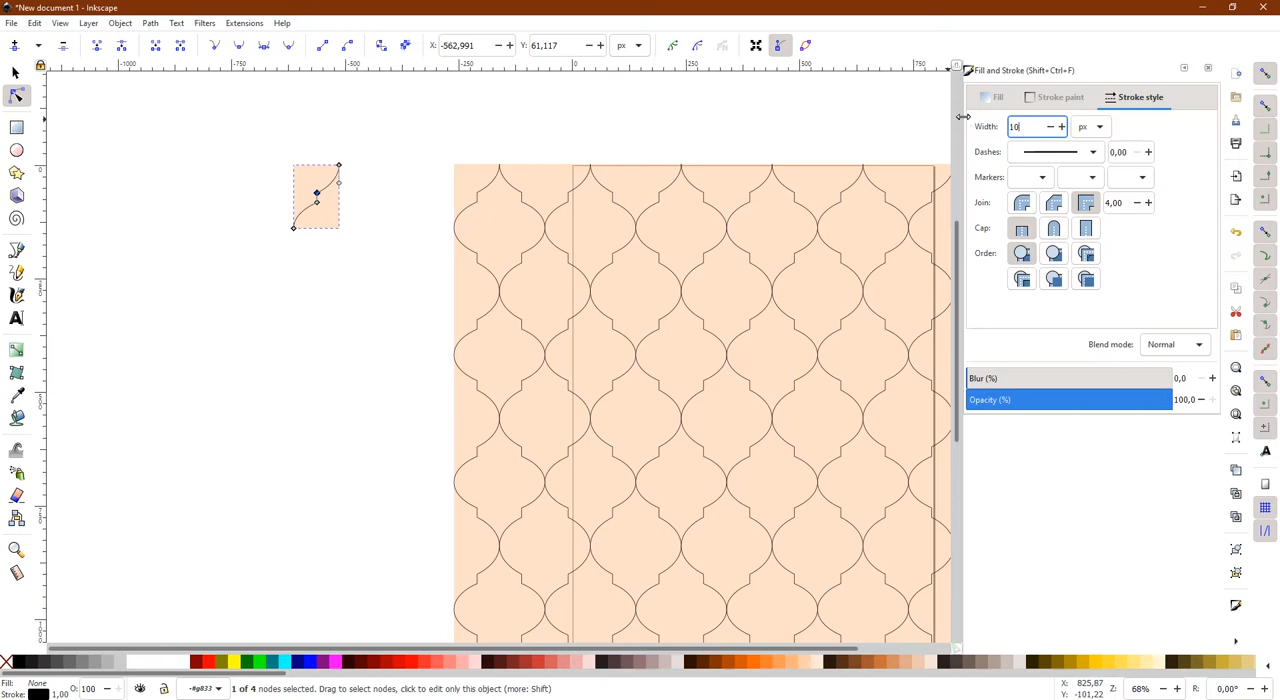 *New document 1 - Inkscape
File Edit View Layer Object Path Text Filters Extensions Help
X: -562,991 Y: 61,117 px
-1000 -750 -500 -250 0 250 500 750
Fill and Stroke (Shift+Ctrl+F)
Fill Stroke paint Stroke style
Width: 10 px
Dashes: 0,00
Markers:
Join: 4,00
Cap:
Order:
Blend mode: Normal
Blur (%) 0,0
Opacity (%) 100,0
Fill: None
Stroke: 1,00
O: 100
-#g833
1 of 4 nodes selected. Drag to select nodes, click to edit only this object (more: Shift)
X: 825,87
Y: -101,22
Z: 68%
R: 0,00°